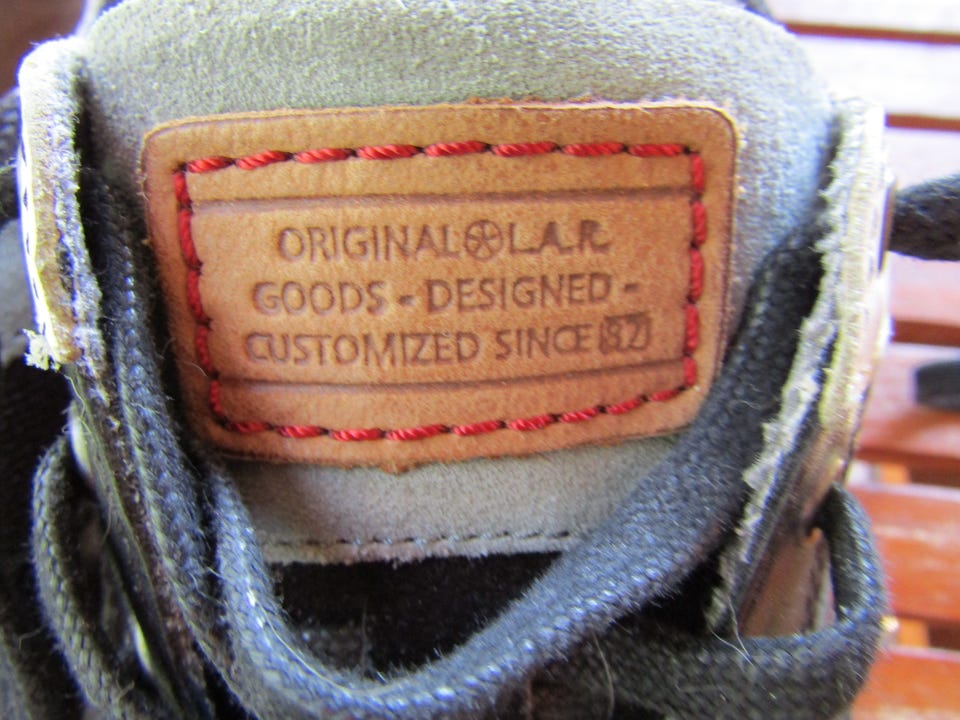 ORIGINAL L.A.R.
GOODS - DESIGNED -
CUSTOMIZED SINCE 82